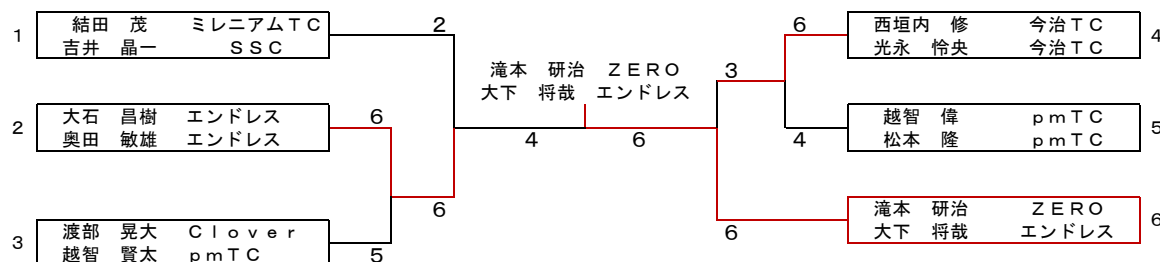 1
結田　茂　ミレニアムＴＣ
吉井　晶一　ＳＳＣ
2
2
大石　昌樹　エンドレス
奥田　敏雄　エンドレス
6
3
渡部　晃大　Ｃｌｏｖｅｒ
越智　賢太　ｐｍＴＣ
5
6
滝本　研治　ＺＥＲＯ
大下　将哉　エンドレス
4
6
6
西垣内　修　今治ＴＣ
光永　怜央　今治ＴＣ
4
3
越智　偉　ｐｍＴＣ
松本　隆　ｐｍＴＣ
5
4
滝本　研治　ＺＥＲＯ
大下　将哉　エンドレス
6
6